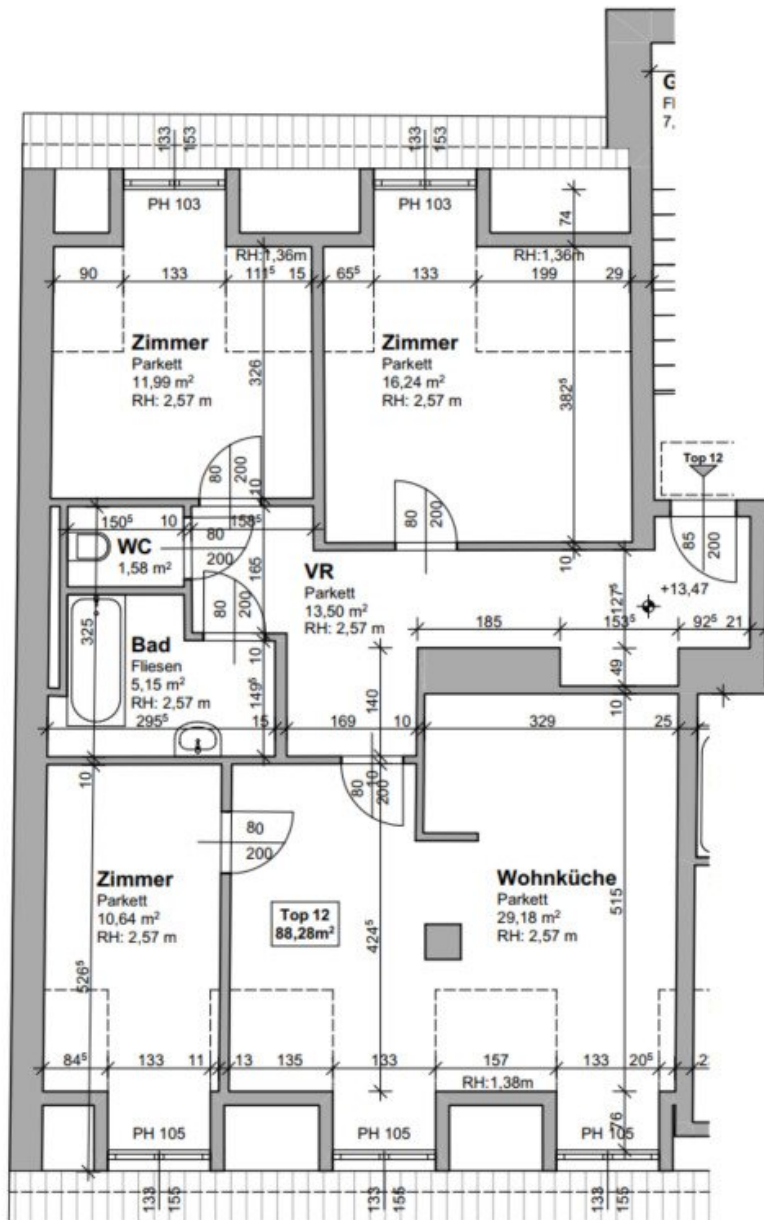 G
Fl
7,
133
153
133
153
PH 103
PH 103
74
RH:1,36m
RH:1,36m
90
133
111⁵
15
65⁵
133
199
29
Zimmer
Parkett
11,99 m²
RH: 2,57 m
326
Zimmer
Parkett
16,24 m²
RH: 2,57 m
382⁵
Top 12
80
200
80
200
85
200
10
150⁵
10
158⁵
WC
1,58 m²
80
200
165
VR
Parkett
13,50 m²
RH: 2,57 m
10
127⁵
+13,47
325
80
200
Bad
Fliesen
5,15 m²
RH: 2,57 m
10
149⁵
185
153⁵
92⁵
21
49
140
10
295⁵
15
169
10
329
25
10
10
80
200
80
200
Zimmer
Parkett
10,64 m²
RH: 2,57 m
Top 12
88,28m²
Wohnküche
Parkett
29,18 m²
RH: 2,57 m
515
424⁵
526⁵
84⁵
133
11
13
135
133
157
133
20⁵
2
RH:1,38m
76
PH 105
PH 105
PH 105
133
155
133
155
133
155